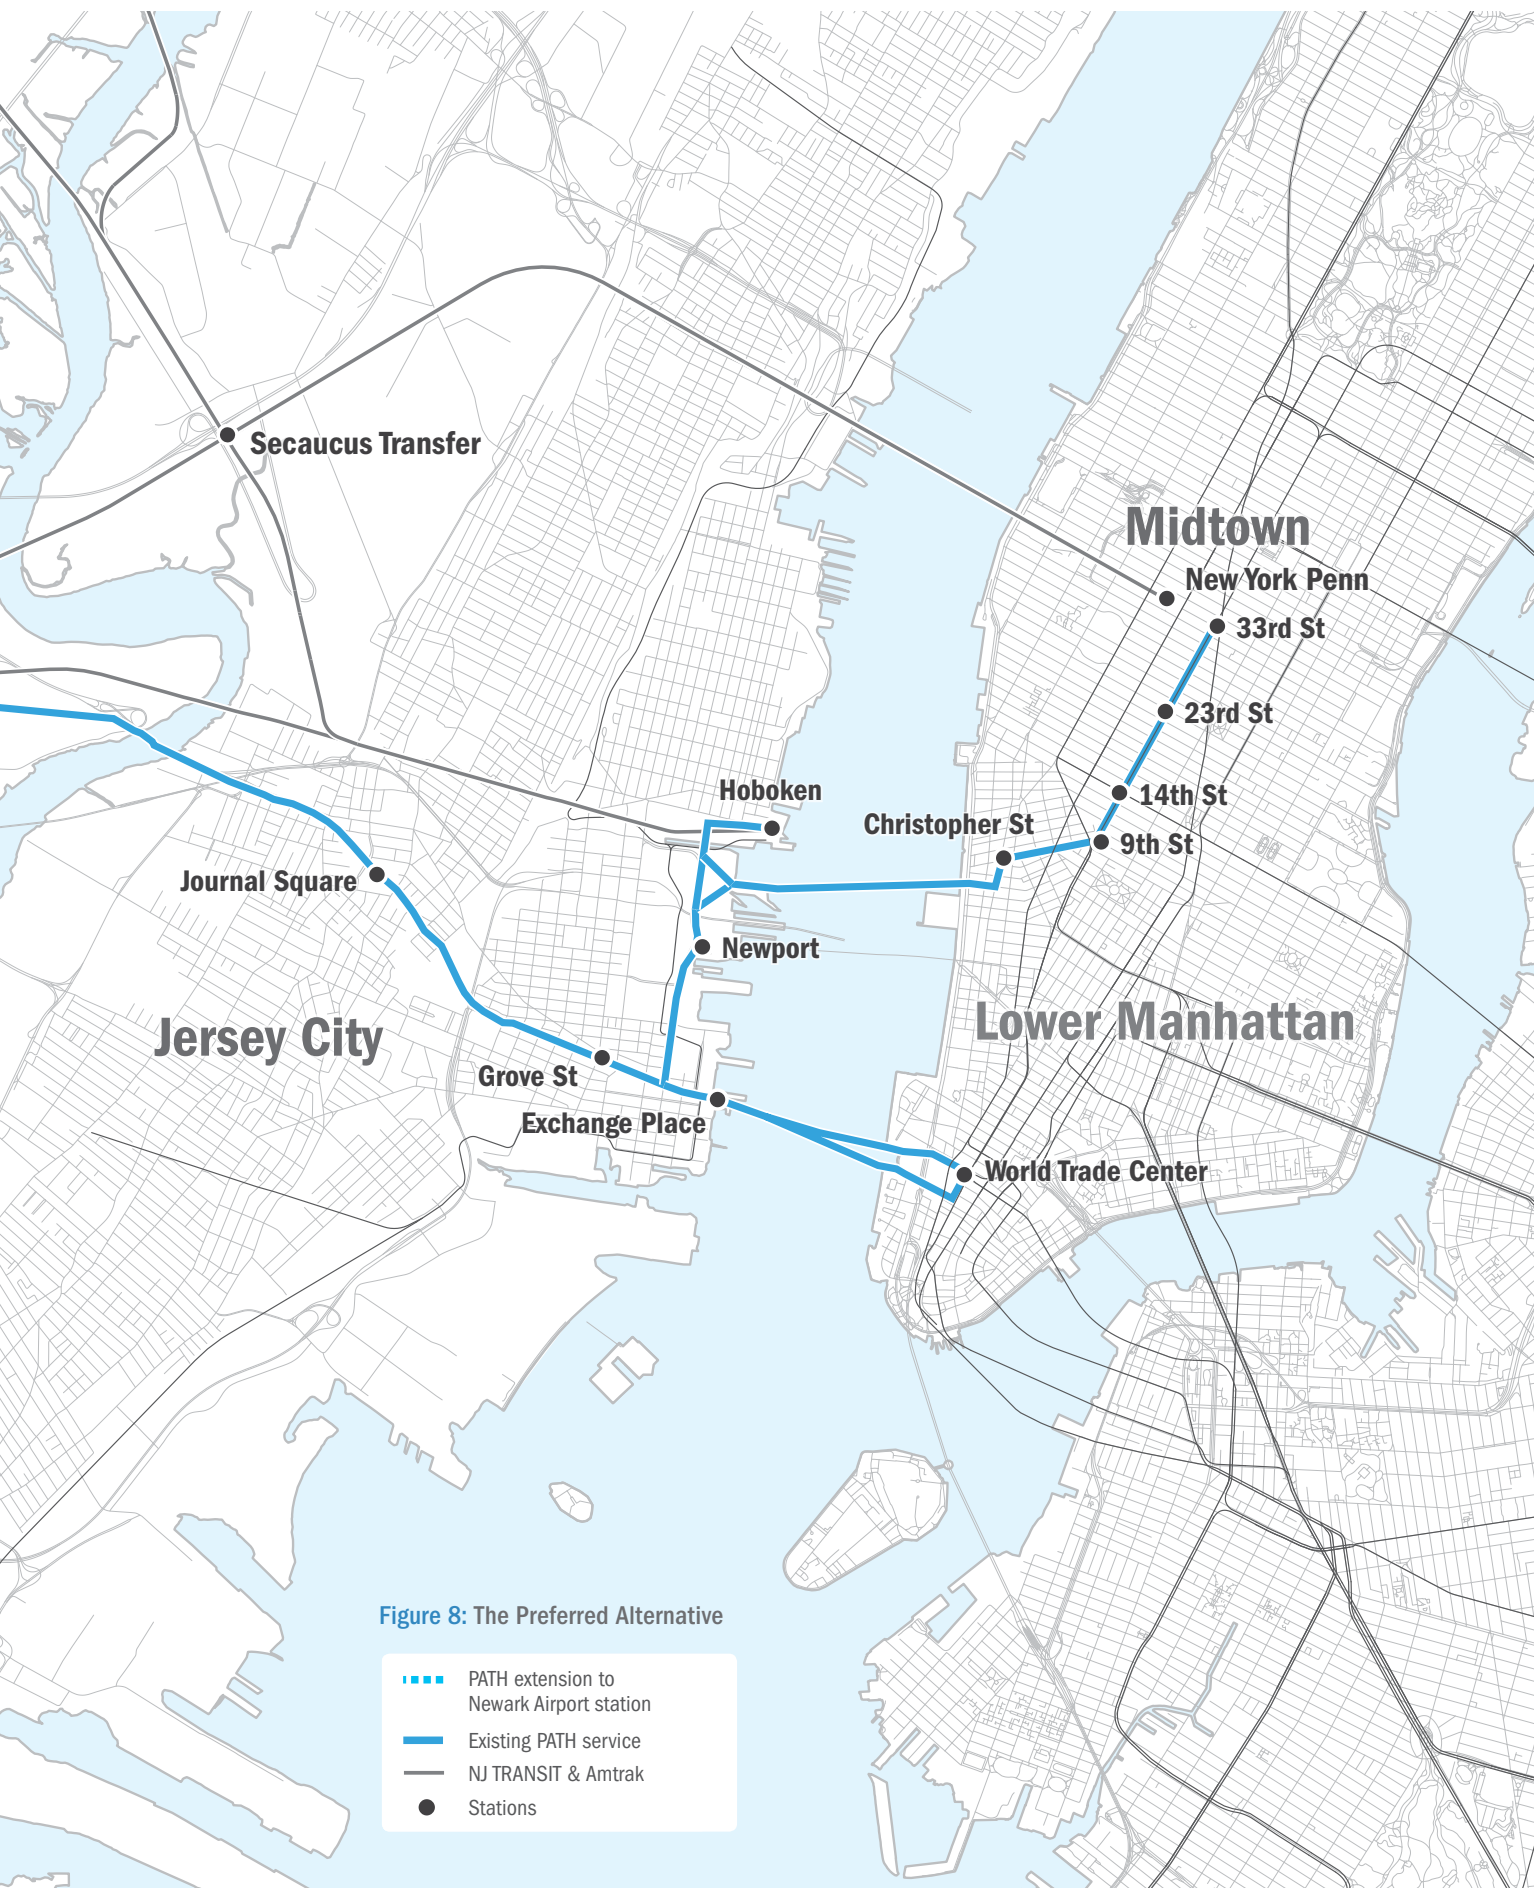 Secaucus Transfer
Midtown
New York Penn
33rd St
23rd St
Hoboken
14th St
Christopher St
9th St
Journal Square
Newport
Lower Manhattan
Jersey City
Grove St
Exchange Place
World Trade Center
Figure 8: The Preferred Alternative
PATH extension to
Newark Airport station
Existing PATH service
NJ TRANSIT & Amtrak
Stations